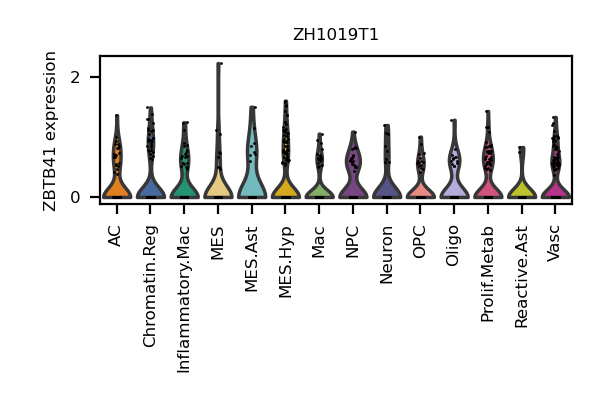 ZH1019T1
ZBTB41 expression
2
0
AC
Chromatin.Reg
Inflammatory.Mac
MES
MES.Ast
MES.Hyp
Mac
NPC
Neuron
OPC
Oligo
Prolif.Metab
Reactive.Ast
Vasc